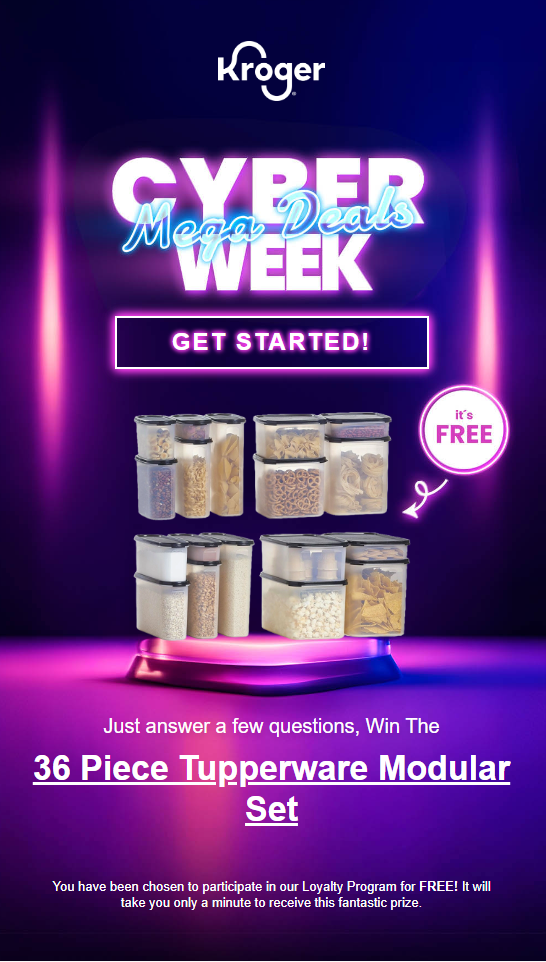 Kroger
CYBER
Mega Deals
WEEK
GET STARTED!
it´s
FREE
Just answer a few questions, Win The
36 Piece Tupperware Modular
Set
You have been chosen to participate in our Loyalty Program for FREE! It will
take you only a minute to receive this fantastic prize.